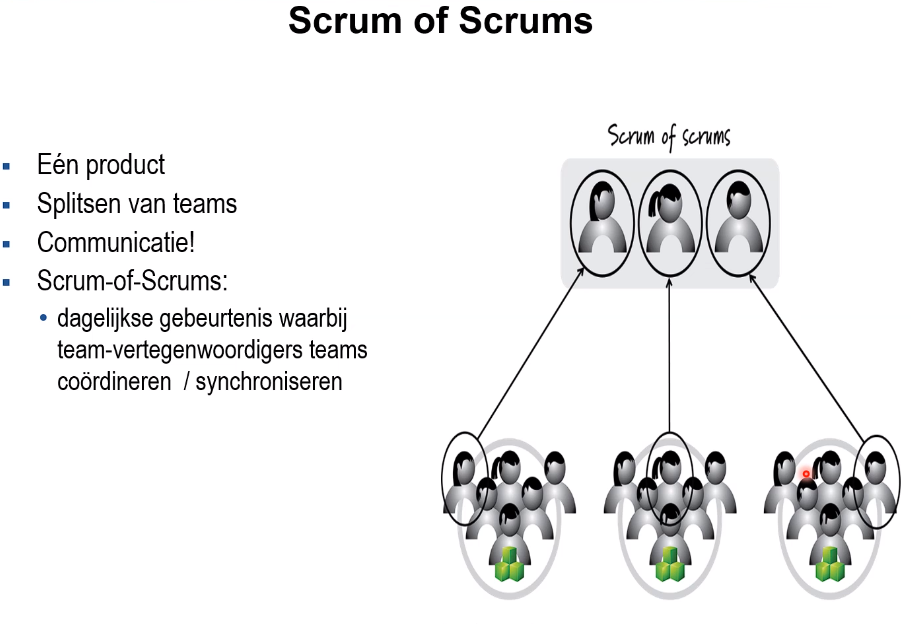 Scrum of Scrums
Scrum of scrums
Eén product
Splitsen van teams
Communicatie!
Scrum-of-Scrums:
dagelijkse gebeurtenis waarbij
team-vertegenwoordigers teams
coördineren / synchroniseren